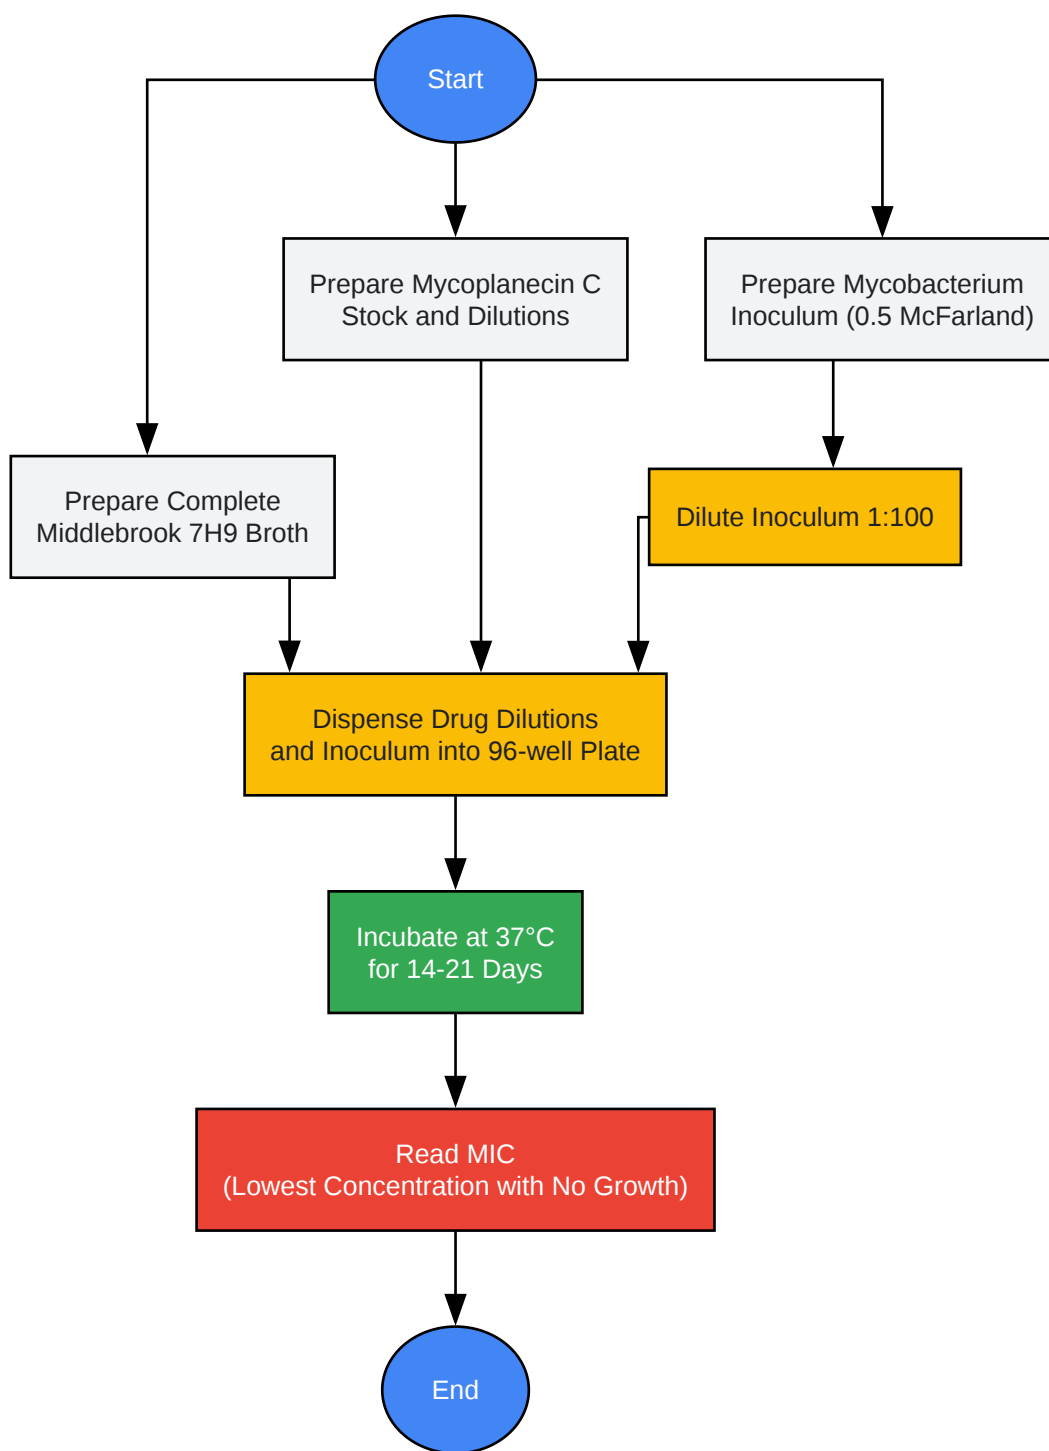 Start
Prepare Mycoplanecin C
Stock and Dilutions
Prepare Mycobacterium
Inoculum (0.5 McFarland)
Prepare Complete
Middlebrook 7H9 Broth
Dilute Inoculum 1:100
Dispense Drug Dilutions
and Inoculum into 96-well Plate
Incubate at 37°C
for 14-21 Days
Read MIC
(Lowest Concentration with No Growth)
End